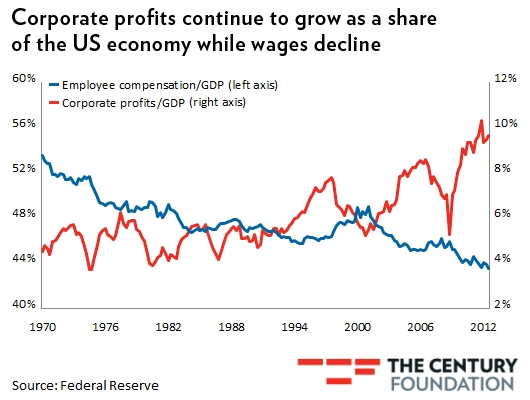 Corporate profits continue to grow as a share
of the US economy while wages decline
60%
12%
Employee compensation/GDP (left axis)
Corporate profits/GDP (right axis)
56%
10%
52%
8%
48%
6%
44%
4%
40%
2%
1970 1976 1982 1988 1994 2000 2006 2012
THE CENTURY
FOUNDATION
Source: Federal Reserve